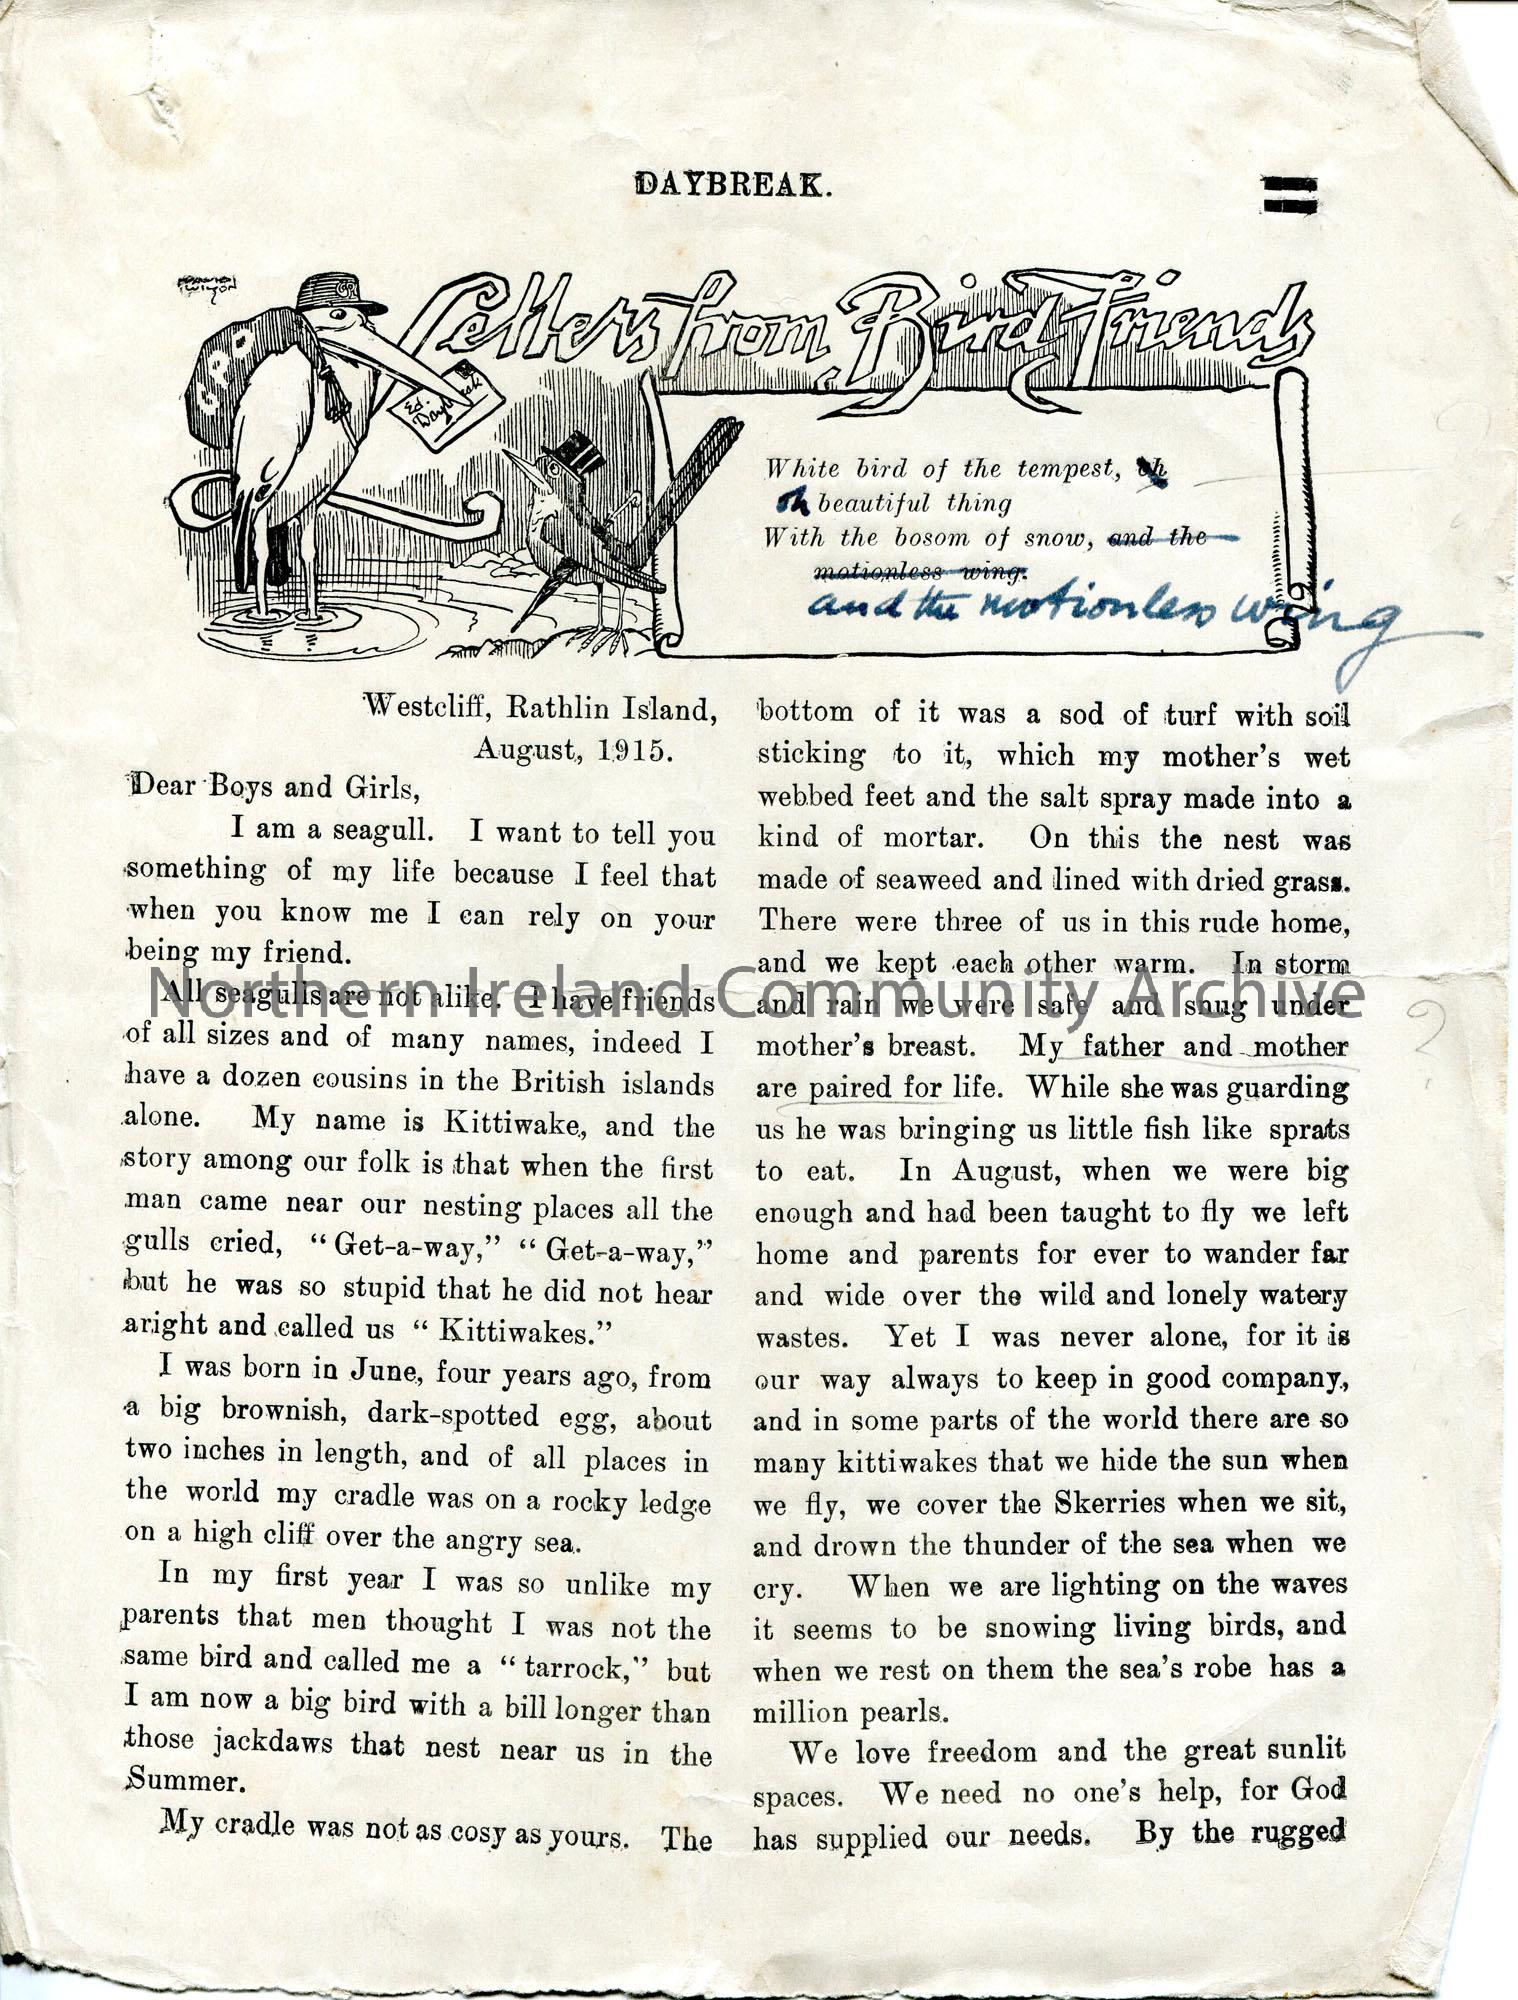 DAYBREAK.
Letters from Bird Friends
GR
GPO
Ed. Daybreak
White bird of the tempest, oh
oh beautiful thing
With the bosom of snow, and the
motionless wing.
and the motionless wing
Westcliff, Rathlin Island,
August, 1915.
Dear Boys and Girls,
I am a seagull. I want to tell you
something of my life because I feel that
when you know me I can rely on your
being my friend.
All seagulls are not alike. I have friends
of all sizes and of many names, indeed I
have a dozen cousins in the British islands
alone. My name is Kittiwake, and the
story among our folk is that when the first
man came near our nesting places all the
gulls cried, "Get-a-way," "Get-a-way,"
but he was so stupid that he did not hear
aright and called us "Kittiwakes."
I was born in June, four years ago, from
a big brownish, dark-spotted egg, about
two inches in length, and of all places in
the world my cradle was on a rocky ledge
on a high cliff over the angry sea.
In my first year I was so unlike my
parents that men thought I was not the
same bird and called me a "tarrock," but
I am now a big bird with a bill longer than
those jackdaws that nest near us in the
Summer.
My cradle was not as cosy as yours. The
bottom of it was a sod of turf with soil
sticking to it, which my mother's wet
webbed feet and the salt spray made into a
kind of mortar. On this the nest was
made of seaweed and lined with dried grass.
There were three of us in this rude home,
and we kept each other warm. In storm
and rain we were safe and snug under
mother's breast. My father and mother
are paired for life. While she was guarding
us he was bringing us little fish like sprats
to eat. In August, when we were big
enough and had been taught to fly we left
home and parents for ever to wander far
and wide over the wild and lonely watery
wastes. Yet I was never alone, for it is
our way always to keep in good company,
and in some parts of the world there are so
many kittiwakes that we hide the sun when
we fly, we cover the Skerries when we sit,
and drown the thunder of the sea when we
cry. When we are lighting on the waves
it seems to be snowing living birds, and
when we rest on them the sea's robe has a
million pearls.
We love freedom and the great sunlit
spaces. We need no one's help, for God
has supplied our needs. By the rugged
?
Northern Ireland Community Archive